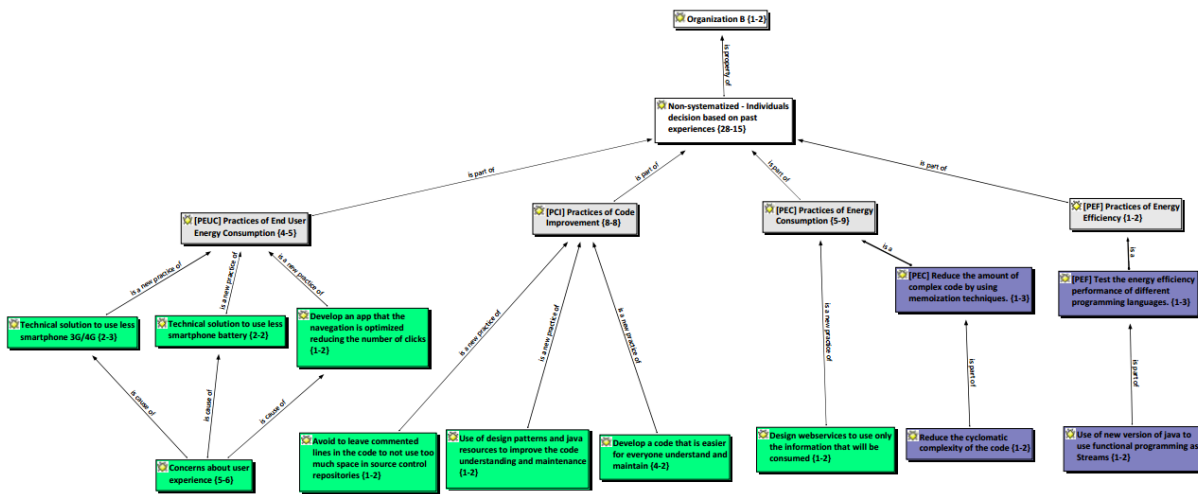 Organization B {1-2}
is property of
Non-systematized - Individuals
decision based on past
experiences {28-15}
is part of
is part of
is part of
is part of
[PEUC] Practices of End User
Energy Consumption {4-5}
[PCI] Practices of Code
Improvement {8-8}
[PEC] Practices of Energy
Consumption {5-9}
[PEF] Practices of Energy
Efficiency {1-2}
is a new practice of
is a new practice of
is a new practice of
is a
is a
[PEC] Reduce the amount of
complex code by using
memoization techniques. {1-3}
[PEF] Test the energy efficiency
performance of different
programming languages. {1-3}
Technical solution to use less
smartphone 3G/4G {2-3}
Technical solution to use less
smartphone battery {2-2}
Develop an app that the
navegation is optimized
reducing the number of clicks
{1-2}
is a new practice of
is a new practice of
is a new practice of
is a new practice of
is cause of
is cause of
is cause of
is part of
is part of
Concerns about user
experience {5-6}
Avoid to leave commented
lines in the code to not use too
much space in source control
repositories {1-2}
Use of design patterns and java
resources to improve the code
understanding and maintenance
{1-2}
Develop a code that is easier
for everyone understand and
maintain {4-2}
Design webservices to use only
the information that will be
consumed {1-2}
Reduce the cyclomatic
complexity of the code {1-2}
Use of new version of java to
use functional programming as
Streams {1-2}